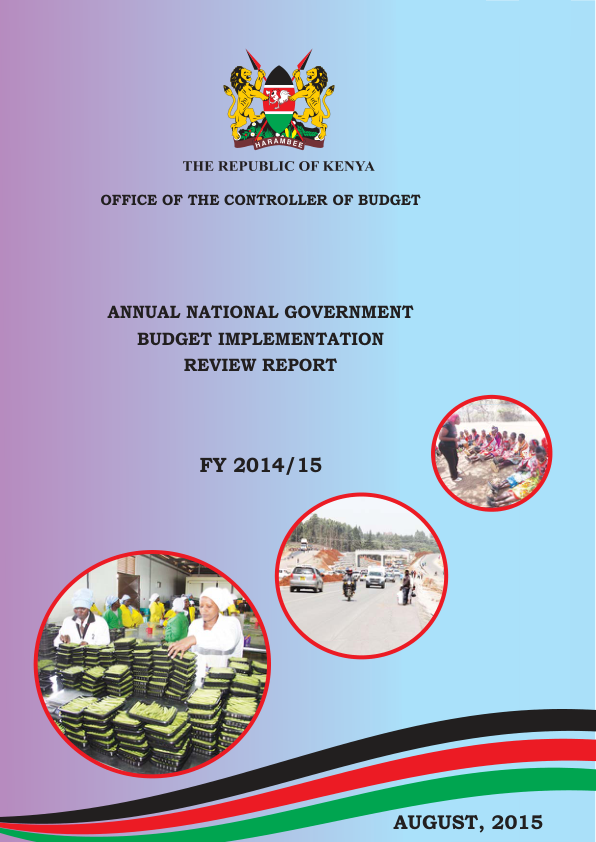 HARAMBEE
THE REPUBLIC OF KENYA
OFFICE OF THE CONTROLLER OF BUDGET
ANNUAL NATIONAL GOVERNMENT
BUDGET IMPLEMENTATION
REVIEW REPORT
FY 2014/15
AUGUST, 2015